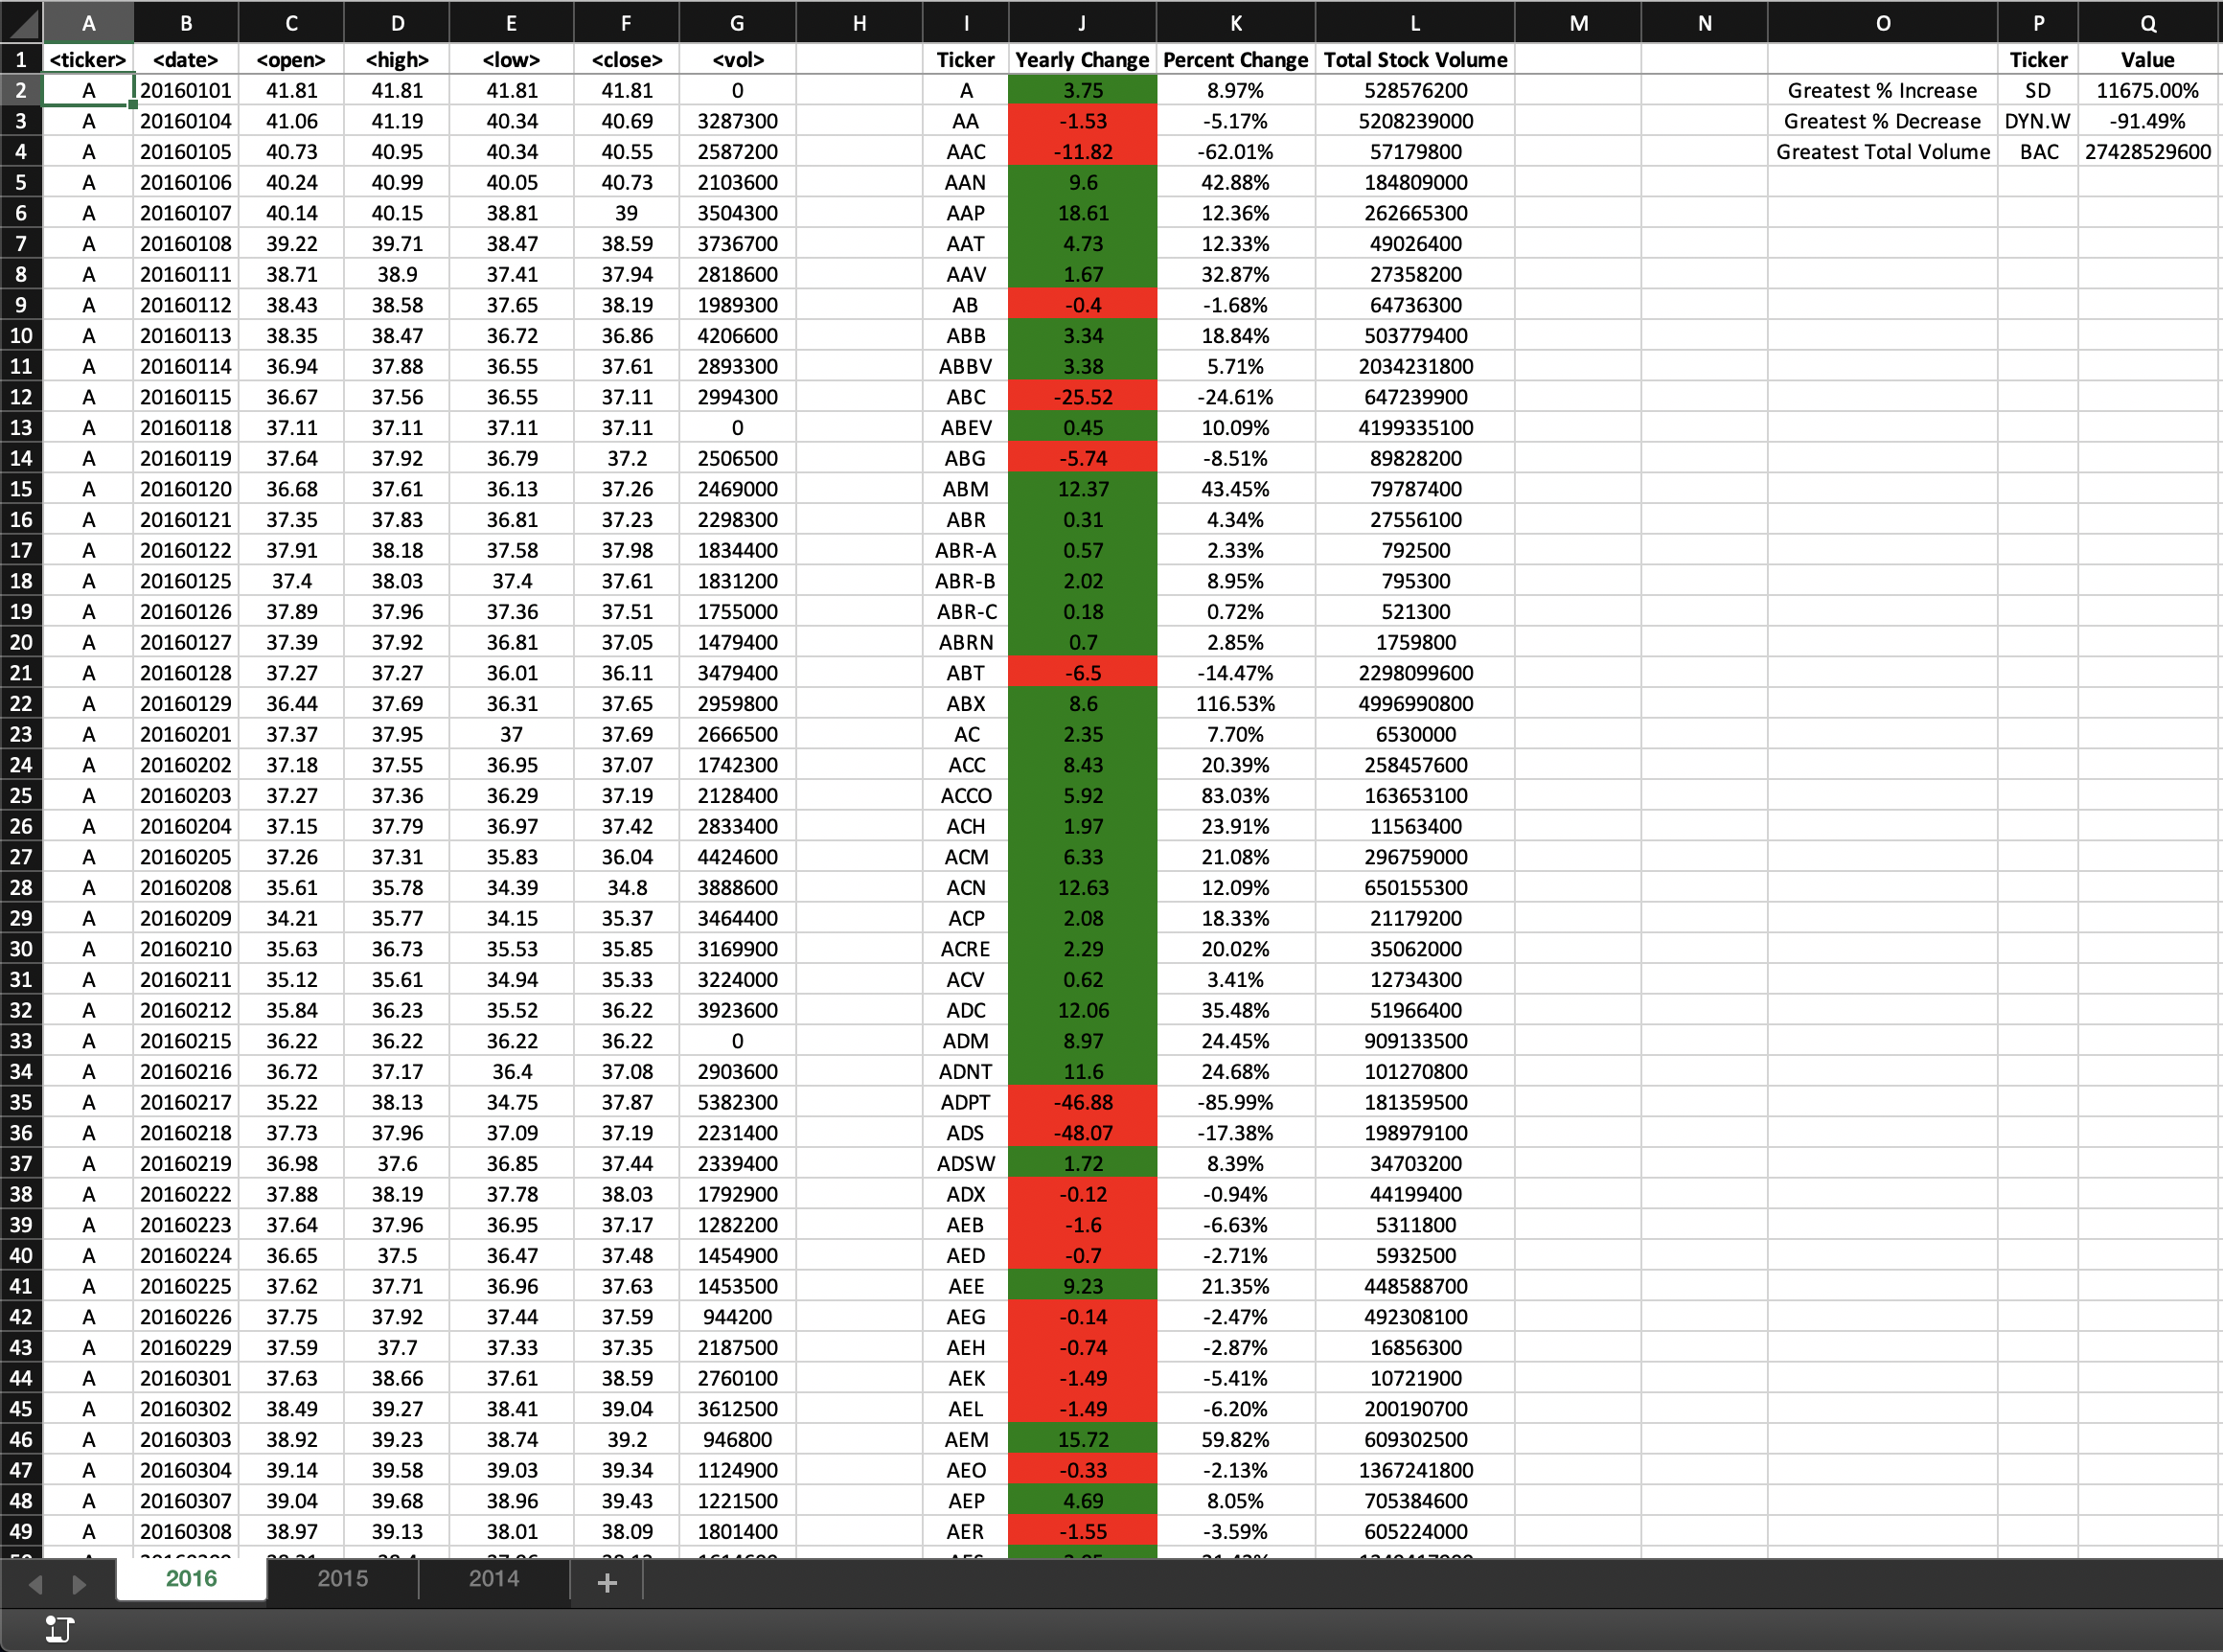 A B C D E F G H I J K L M N O P Q
1 <ticker> <date> <open> <high> <low> <close> <vol> Ticker Yearly Change Percent Change Total Stock Volume Ticker Value
2 A 20160101 41.81 41.81 41.81 41.81 0 A 3.75 8.97% 528576200 Greatest % Increase SD 11675.00%
3 A 20160104 41.06 41.19 40.34 40.69 3287300 AA -1.53 -5.17% 5208239000 Greatest % Decrease DYN.W -91.49%
4 A 20160105 40.73 40.95 40.34 40.55 2587200 AAC -11.82 -62.01% 57179800 Greatest Total Volume BAC 27428529600
5 A 20160106 40.24 40.99 40.05 40.73 2103600 AAN 9.6 42.88% 184809000
6 A 20160107 40.14 40.15 38.81 39 3504300 AAP 18.61 12.36% 262665300
7 A 20160108 39.22 39.71 38.47 38.59 3736700 AAT 4.73 12.33% 49026400
8 A 20160111 38.71 38.9 37.41 37.94 2818600 AAV 1.67 32.87% 27358200
9 A 20160112 38.43 38.58 37.65 38.19 1989300 AB -0.4 -1.68% 64736300
10 A 20160113 38.35 38.47 36.72 36.86 4206600 ABB 3.34 18.84% 503779400
11 A 20160114 36.94 37.88 36.55 37.61 2893300 ABBV 3.38 5.71% 2034231800
12 A 20160115 36.67 37.56 36.55 37.11 2994300 ABC -25.52 -24.61% 647239900
13 A 20160118 37.11 37.11 37.11 37.11 0 ABEV 0.45 10.09% 4199335100
14 A 20160119 37.64 37.92 36.79 37.2 2506500 ABG -5.74 -8.51% 89828200
15 A 20160120 36.68 37.61 36.13 37.26 2469000 ABM 12.37 43.45% 79787400
16 A 20160121 37.35 37.83 36.81 37.23 2298300 ABR 0.31 4.34% 27556100
17 A 20160122 37.91 38.18 37.58 37.98 1834400 ABR-A 0.57 2.33% 792500
18 A 20160125 37.4 38.03 37.4 37.61 1831200 ABR-B 2.02 8.95% 795300
19 A 20160126 37.89 37.96 37.36 37.51 1755000 ABR-C 0.18 0.72% 521300
20 A 20160127 37.39 37.92 36.81 37.05 1479400 ABRN 0.7 2.85% 1759800
21 A 20160128 37.27 37.27 36.01 36.11 3479400 ABT -6.5 -14.47% 2298099600
22 A 20160129 36.44 37.69 36.31 37.65 2959800 ABX 8.6 116.53% 4996990800
23 A 20160201 37.37 37.95 37 37.69 2666500 AC 2.35 7.70% 6530000
24 A 20160202 37.18 37.55 36.95 37.07 1742300 ACC 8.43 20.39% 258457600
25 A 20160203 37.27 37.36 36.29 37.19 2128400 ACCO 5.92 83.03% 163653100
26 A 20160204 37.15 37.79 36.97 37.42 2833400 ACH 1.97 23.91% 11563400
27 A 20160205 37.26 37.31 35.83 36.04 4424600 ACM 6.33 21.08% 296759000
28 A 20160208 35.61 35.78 34.39 34.8 3888600 ACN 12.63 12.09% 650155300
29 A 20160209 34.21 35.77 34.15 35.37 3464400 ACP 2.08 18.33% 21179200
30 A 20160210 35.63 36.73 35.53 35.85 3169900 ACRE 2.29 20.02% 35062000
31 A 20160211 35.12 35.61 34.94 35.33 3224000 ACV 0.62 3.41% 12734300
32 A 20160212 35.84 36.23 35.52 36.22 3923600 ADC 12.06 35.48% 51966400
33 A 20160215 36.22 36.22 36.22 36.22 0 ADM 8.97 24.45% 909133500
34 A 20160216 36.72 37.17 36.4 37.08 2903600 ADNT 11.6 24.68% 101270800
35 A 20160217 35.22 38.13 34.75 37.87 5382300 ADPT -46.88 -85.99% 181359500
36 A 20160218 37.73 37.96 37.09 37.19 2231400 ADS -48.07 -17.38% 198979100
37 A 20160219 36.98 37.6 36.85 37.44 2339400 ADSW 1.72 8.39% 34703200
38 A 20160222 37.88 38.19 37.78 38.03 1792900 ADX -0.12 -0.94% 44199400
39 A 20160223 37.64 37.96 36.95 37.17 1282200 AEB -1.6 -6.63% 5311800
40 A 20160224 36.65 37.5 36.47 37.48 1454900 AED -0.7 -2.71% 5932500
41 A 20160225 37.62 37.71 36.96 37.63 1453500 AEE 9.23 21.35% 448588700
42 A 20160226 37.75 37.92 37.44 37.59 944200 AEG -0.14 -2.47% 492308100
43 A 20160229 37.59 37.7 37.33 37.35 2187500 AEH -0.74 -2.87% 16856300
44 A 20160301 37.63 38.66 37.61 38.59 2760100 AEK -1.49 -5.41% 10721900
45 A 20160302 38.49 39.27 38.41 39.04 3612500 AEL -1.49 -6.20% 200190700
46 A 20160303 38.92 39.23 38.74 39.2 946800 AEM 15.72 59.82% 609302500
47 A 20160304 39.14 39.58 39.03 39.34 1124900 AEO -0.33 -2.13% 1367241800
48 A 20160307 39.04 39.68 38.96 39.43 1221500 AEP 4.69 8.05% 705384600
49 A 20160308 38.97 39.13 38.01 38.09 1801400 AER -1.55 -3.59% 605224000
2016 2015 2014 +